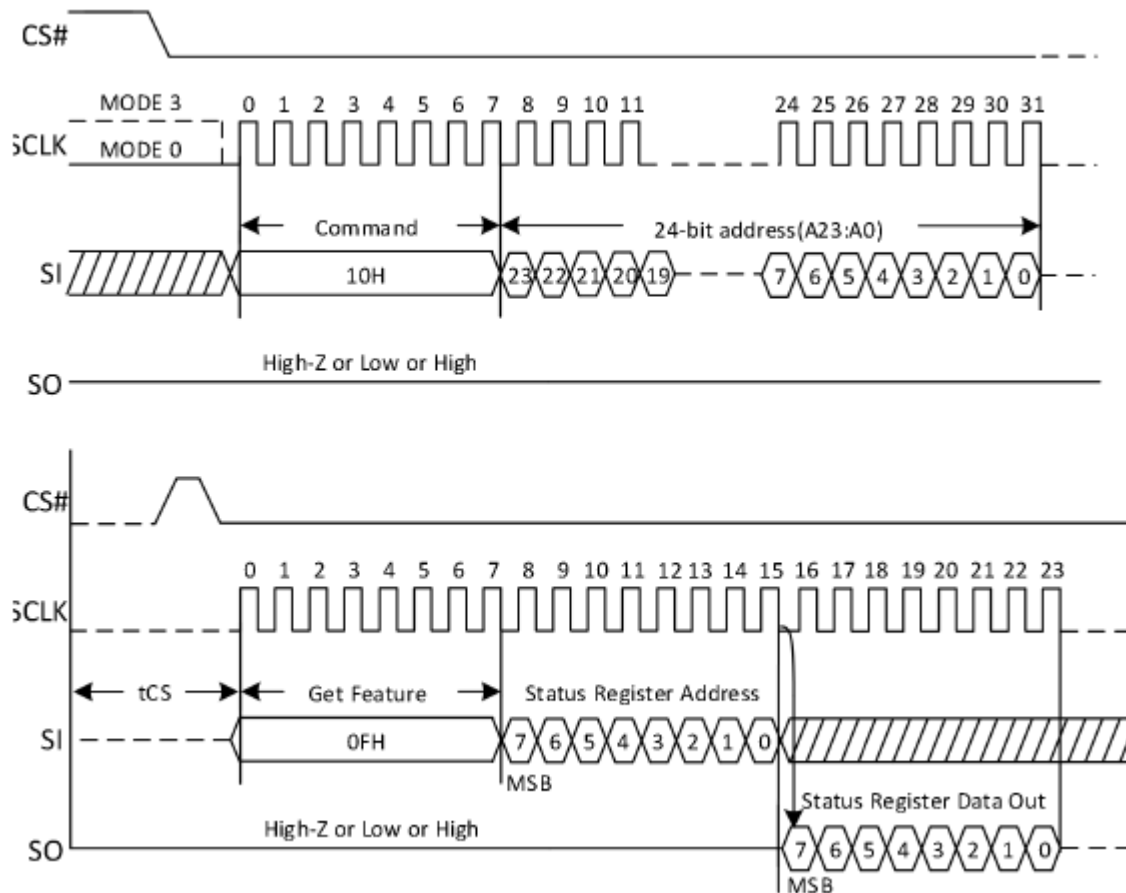 CS#
MODE 3
0 1 2 3 4 5 6 7 8 9 10 11 24 25 26 27 28 29 30 31
SCLK
MODE 0
Command
24-bit address(A23:A0)
SI
10H
23 22 21 20 19 7 6 5 4 3 2 1 0
High-Z or Low or High
SO
CS#
0 1 2 3 4 5 6 7 8 9 10 11 12 13 14 15 16 17 18 19 20 21 22 23
SCLK
tCS
Get Feature
Status Register Address
SI
0FH
7 6 5 4 3 2 1 0
MSB
Status Register Data Out
High-Z or Low or High
SO
7 6 5 4 3 2 1 0
MSB